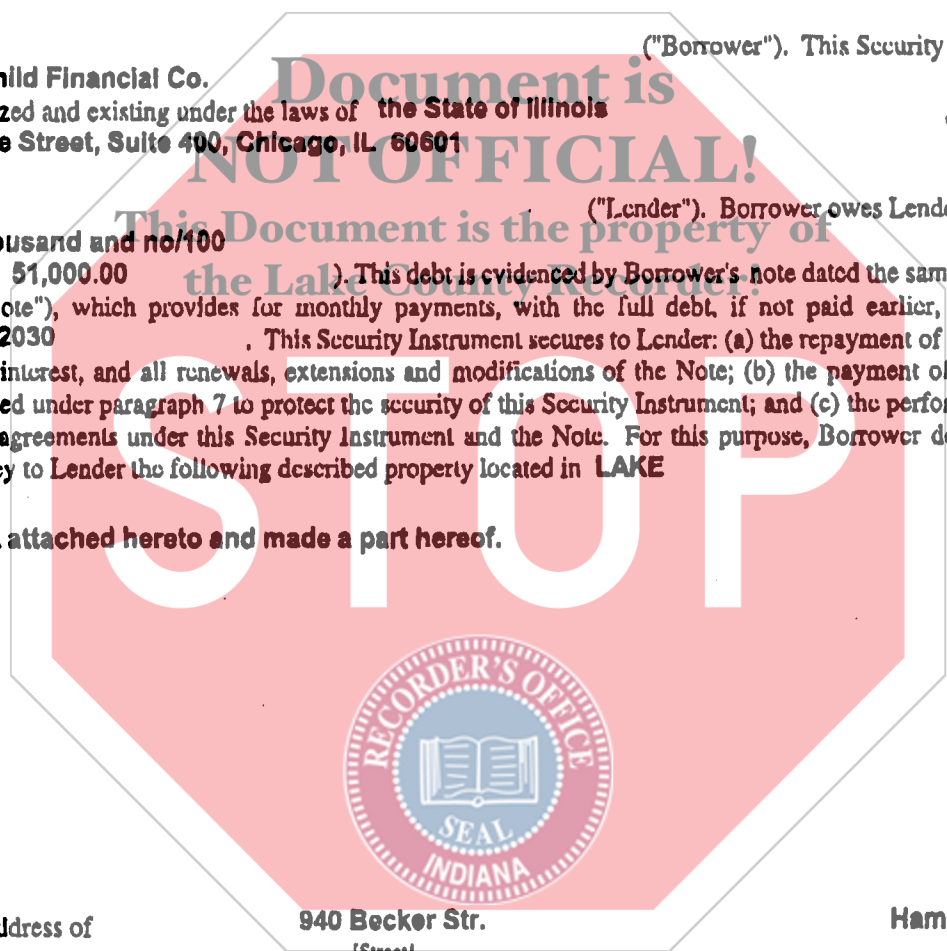 ("Borrower"). This Security
hild Financial Co.
Document is
zed and existing under the laws of the State of Illinois
e Street, Suite 400, Chicago, IL 60601
NOT OFFICIAL!
("Lender"). Borrower owes Lende
This Document is the property of
ousand and no/100
51,000.00 ). This debt is evidenced by Borrower's note dated the sam
the Lake County Recorder!
ote"), which provides for monthly payments, with the full debt, if not paid earlier,
2030 . This Security Instrument secures to Lender: (a) the repayment of
interest, and all renewals, extensions and modifications of the Note; (b) the payment of
ed under paragraph 7 to protect the security of this Security Instrument; and (c) the perfor
agreements under this Security Instrument and the Note. For this purpose, Borrower do
ey to Lender the following described property located in LAKE
STOP
attached hereto and made a part hereof.
RECORDER'S OFFICE
SEAL
INDIANA
ddress of 940 Becker Str. Ham
[Street]